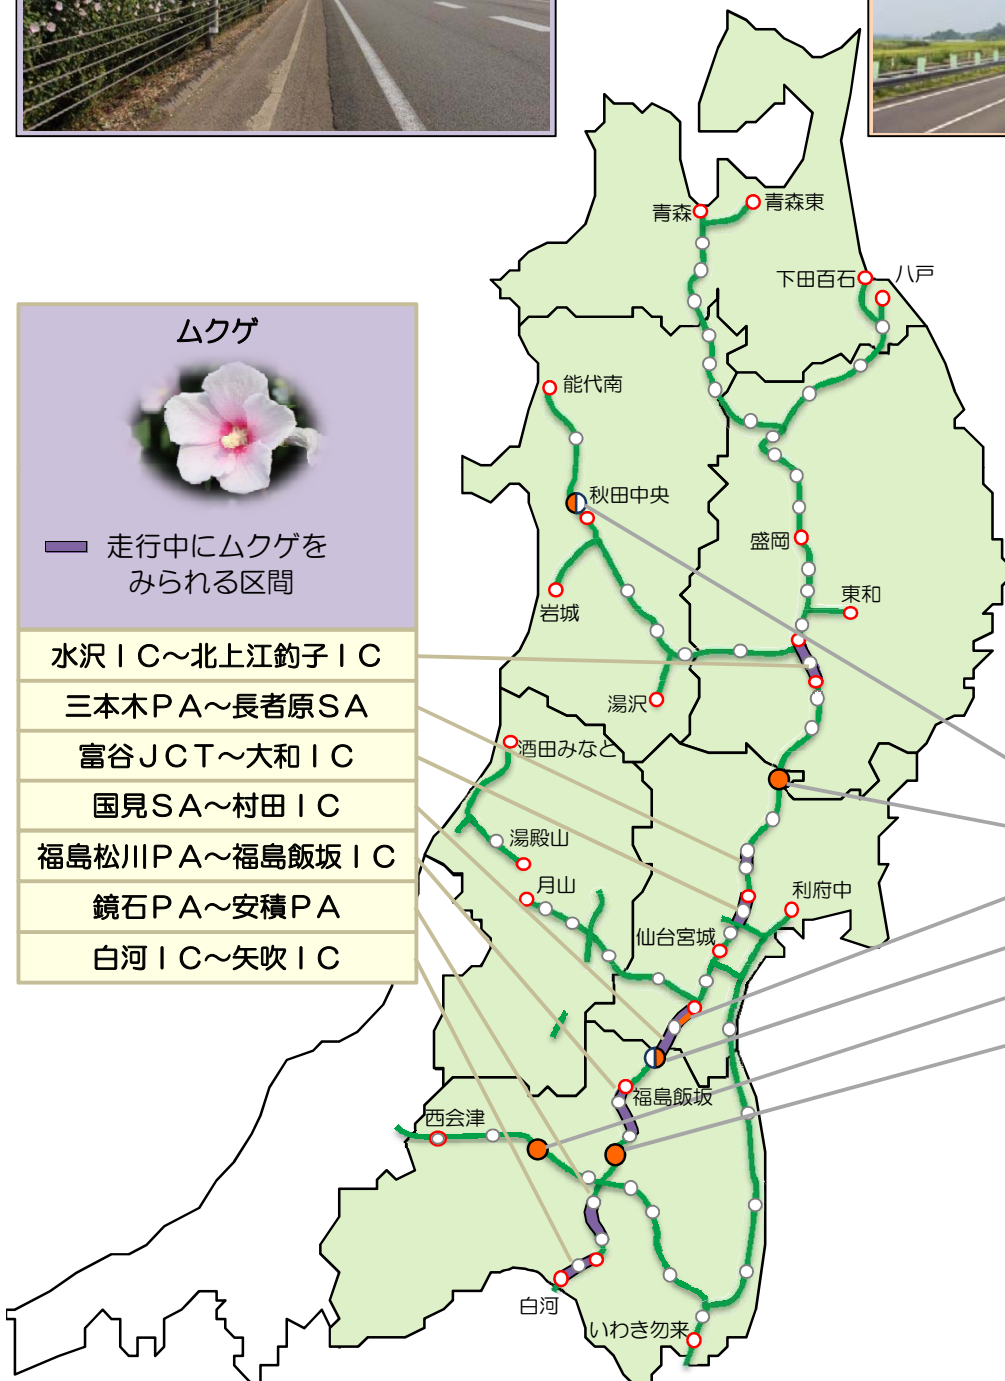 青森
青森東
下田百石
八戸
ムクゲ
走行中にムクゲを
みられる区間
能代南
秋田中央
盛岡
岩城
東和
水沢ＩＣ～北上江釣子ＩＣ
三本木ＰＡ～長者原ＳＡ
富谷ＪＣＴ～大和ＩＣ
国見ＳＡ～村田ＩＣ
福島松川ＰＡ～福島飯坂ＩＣ
鏡石ＰＡ～安積ＰＡ
白河ＩＣ～矢吹ＩＣ
湯沢
酒田みなと
湯殿山
月山
利府中
仙台宮城
福島飯坂
西会津
白河
いわき勿来